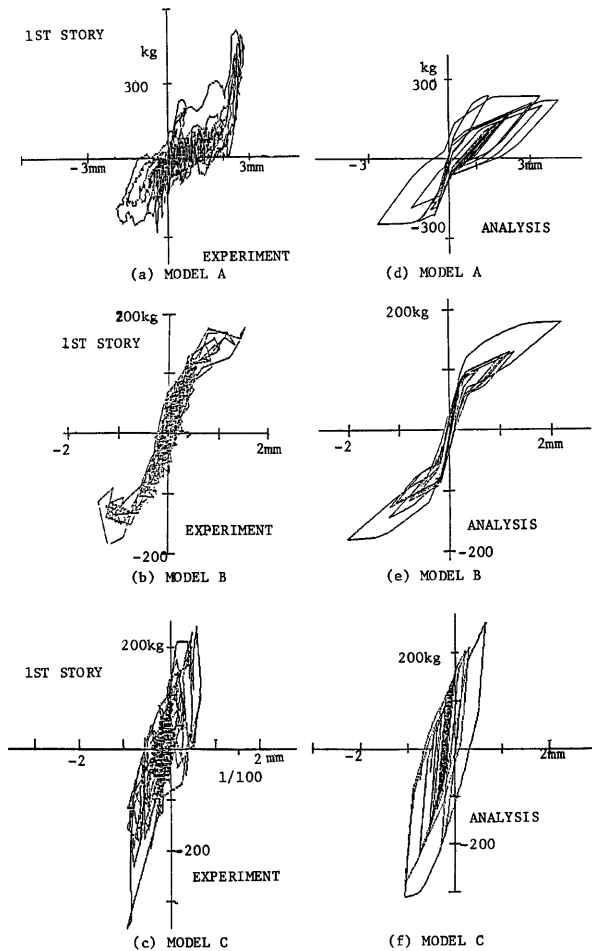 1ST STORY
kg
300
-3mm
3mm
EXPERIMENT
(a) MODEL A
kg
300
-3
3mm
-300
ANALYSIS
(d) MODEL A
200kg
1ST STORY
-2
2mm
-200
EXPERIMENT
(b) MODEL B
200kg
-2
2mm
-200
ANALYSIS
(e) MODEL B
200kg
1ST STORY
-2
2 mm
1/100
-200
EXPERIMENT
(c) MODEL C
200kg
-2
2mm
ANALYSIS
-200
(f) MODEL C